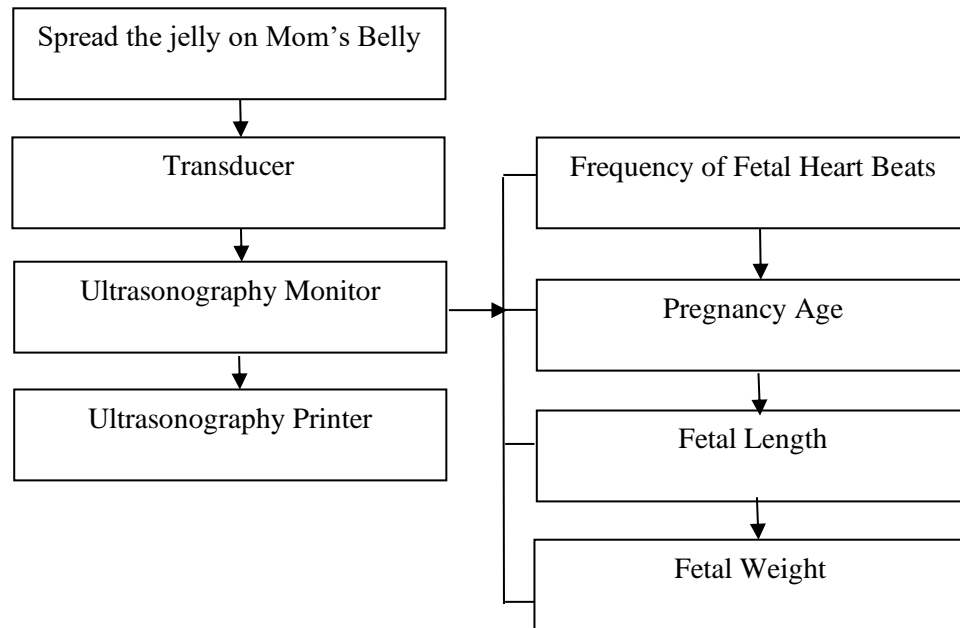 Spread the jelly on Mom’s Belly
Transducer
Ultrasonography Monitor
Ultrasonography Printer
Frequency of Fetal Heart Beats
Pregnancy Age
Fetal Length
Fetal Weight